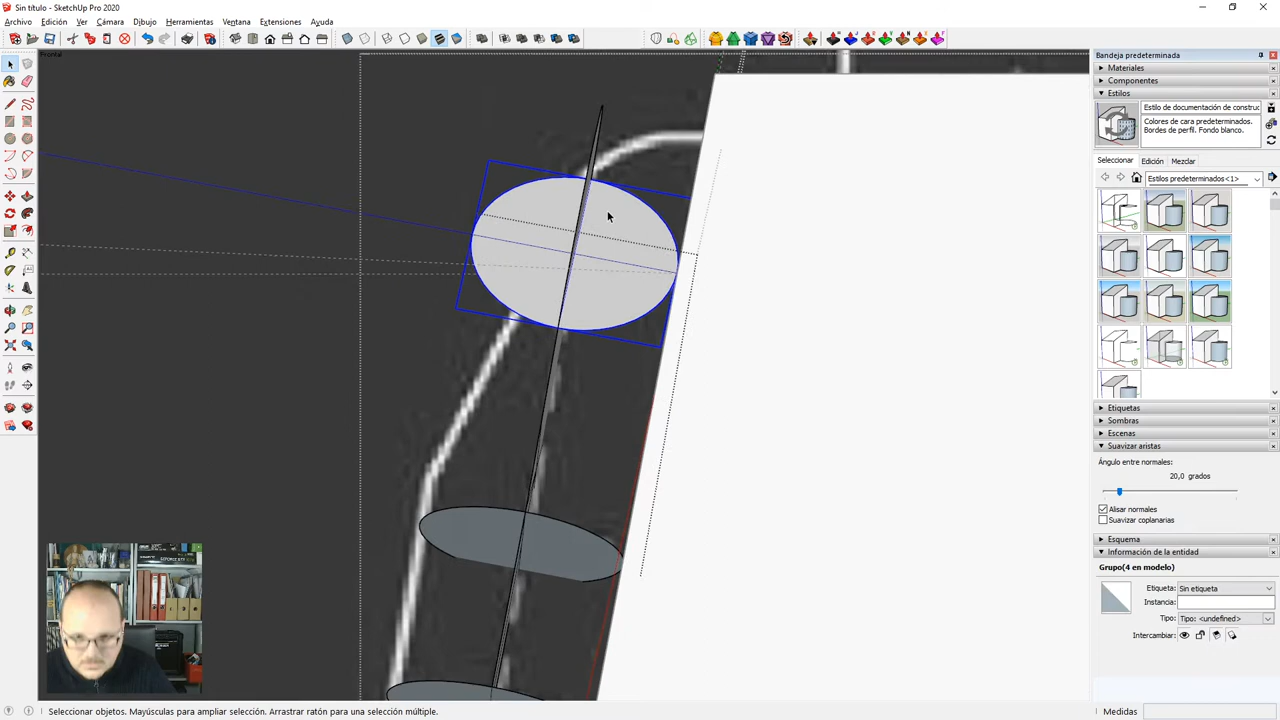 Sin título - SketchUp Pro 2020
Archivo Edición Ver Cámara Dibujo Herramientas Ventana Extensiones Ayuda
Frontal
Bandeja predeterminada
Materiales
Componentes
Estilos
Estilo de documentación de construc
Colores de cara predeterminados.
Bordes de perfil. Fondo blanco.
Seleccionar Edición Mezclar
Estilos predeterminados<1>
Etiquetas
Sombras
Escenas
Suavizar aristas
Ángulo entre normales:
20,0 grados
Alisar normales
Suavizar coplanarias
Esquema
Información de la entidad
Grupo(4 en modelo)
Etiqueta: Sin etiqueta
Instancia:
Tipo: Tipo: <undefined>
Intercambiar:
Seleccionar objetos. Mayúsculas para ampliar selección. Arrastrar ratón para una selección múltiple.
Medidas